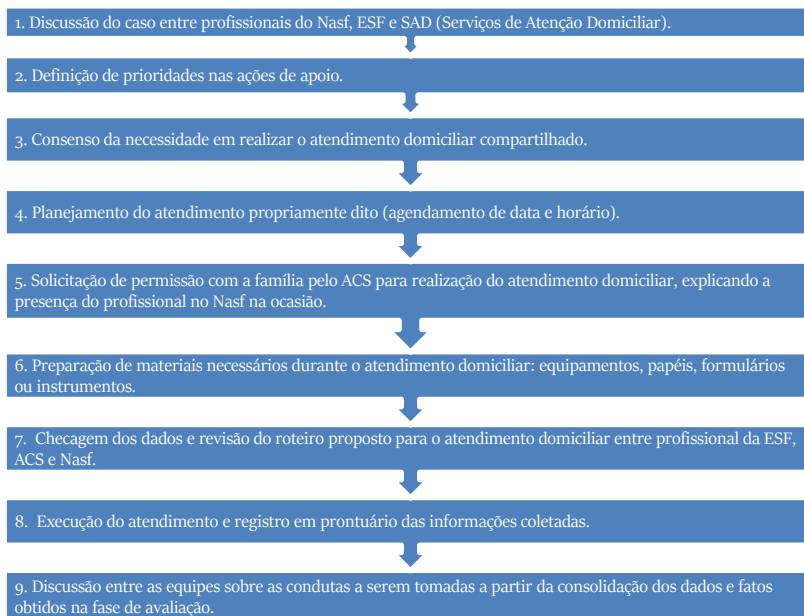 1. Discussão do caso entre profissionais do Nasf, ESF e SAD (Serviços de Atenção Domiciliar).
2. Definição de prioridades nas ações de apoio.
3. Consenso da necessidade em realizar o atendimento domiciliar compartilhado.
4. Planejamento do atendimento propriamente dito (agendamento de data e horário).
5. Solicitação de permissão com a família pelo ACS para realização do atendimento domiciliar, explicando a
presença do profissional no Nasf na ocasião.
6. Preparação de materiais necessários durante o atendimento domiciliar: equipamentos, papéis, formulários
ou instrumentos.
7. Checagem dos dados e revisão do roteiro proposto para o atendimento domiciliar entre profissional da ESF,
ACS e Nasf.
8. Execução do atendimento e registro em prontuário das informações coletadas.
9. Discussão entre as equipes sobre as condutas a serem tomadas a partir da consolidação dos dados e fatos
obtidos na fase de avaliação.